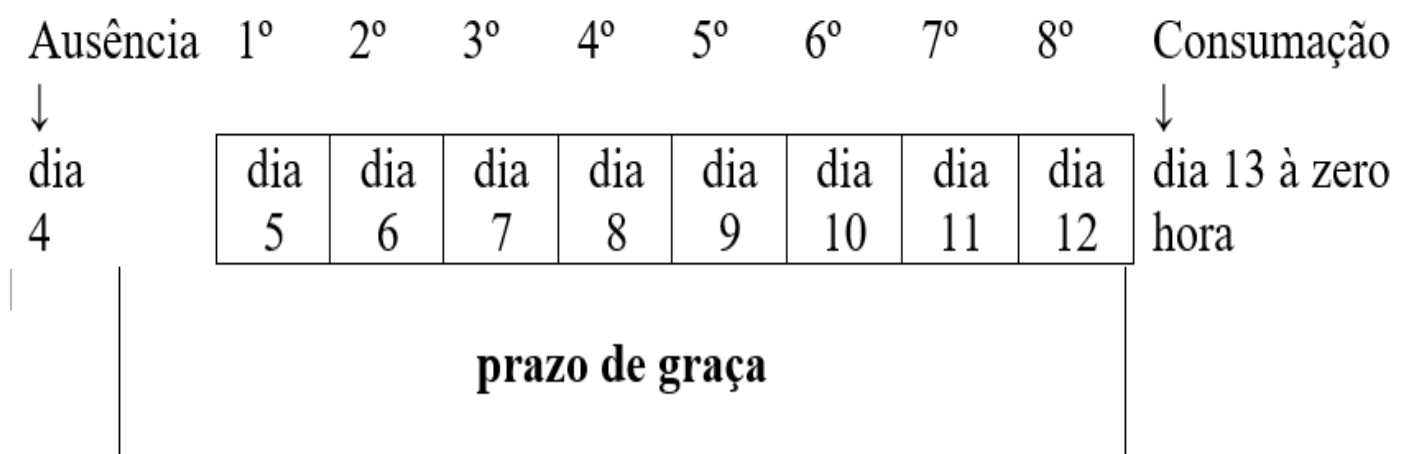 Ausência 1º 2º 3º 4º 5º 6º 7º 8º Consumação
↓ ↓
dia dia dia dia dia dia dia dia dia dia 13 à zero
4 5 6 7 8 9 10 11 12 hora
prazo de graça